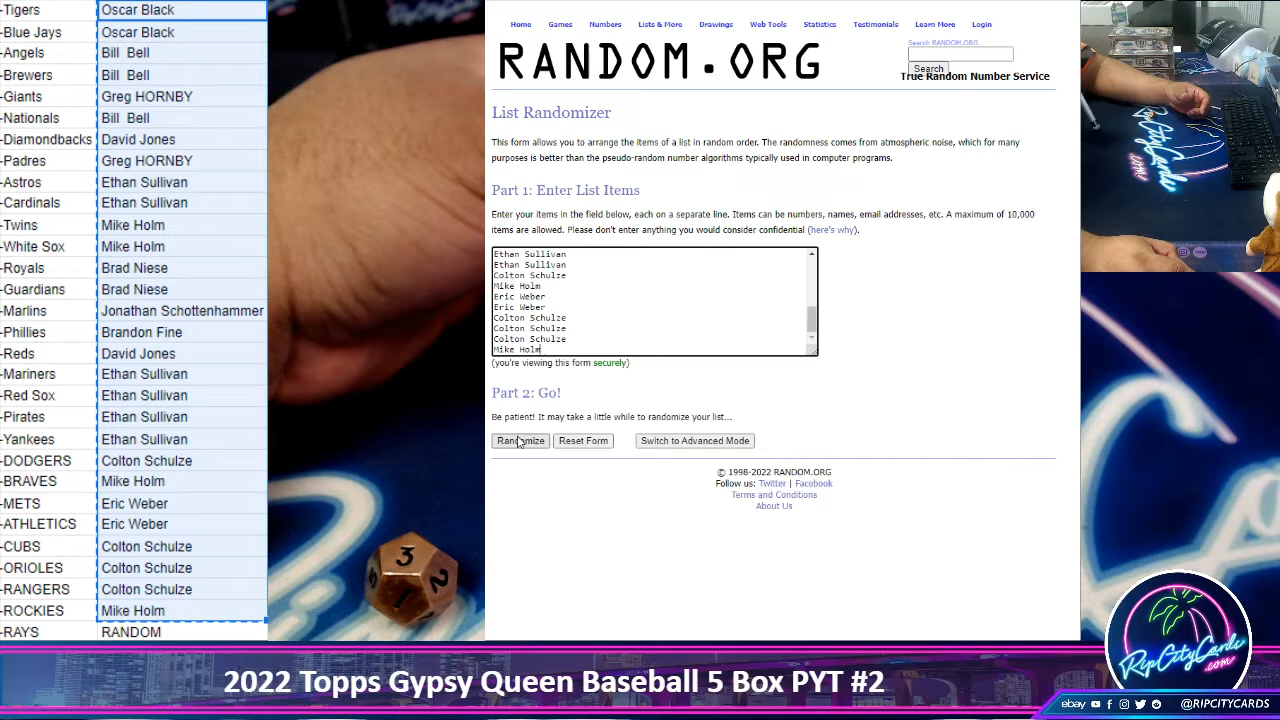 -Tigers Oscar Black
-Blue Jays Oscar Black
-Angels Bill  Bell
-Brewers Bill  Bell
-Giants Greg HORNBY
-Nationals Bill  Bell
-Diamondbacks David Jones
-Padres Greg HORNBY
-Astros Ethan Sullivan
-Cardinals Ethan Sullivan
-Twins Mike Holm
-White Sox Mike Holm
-Royals Brad Niese
-Guardians Brad Niese
-Marlins Jonathan Schottenhammer
-Phillies Brandon Fine
-Reds David Jones
-Mariners Ethan Sullivan
-Red Sox Ethan Sullivan
-Pirates Ethan Sullivan
-Yankees Ethan Sullivan
-DODGERS Colton Schulze
-BRAVES Mike Holm
-METS Eric Weber
-ATHLETICS Eric Weber
-CUBS Colton Schulze
-ORIOLES Colton Schulze
-RANGERS Colton Schulze
-ROCKIES Mike Holm
-RAYS RANDOM
3
2
1
Home Games Numbers Lists & More Drawings Web Tools Statistics Testimonials Learn More Login
RANDOM.ORG
Search RANDOM.ORG
Search
True Random Number Service
List Randomizer
This form allows you to arrange the items of a list in random order. The randomness comes from atmospheric noise, which for many
purposes is better than the pseudo-random number algorithms typically used in computer programs.
Part 1: Enter List Items
Enter your items in the field below, each on a separate line. Items can be numbers, names, email addresses, etc. A maximum of 10,000
items are allowed. Please don't enter anything you would consider confidential (here's why).
Ethan Sullivan
Ethan Sullivan
Colton Schulze
Mike Holm
Eric Weber
Eric Weber
Colton Schulze
Colton Schulze
Colton Schulze
Mike Holm
(you're viewing this form securely)
Part 2: Go!
Be patient! It may take a little while to randomize your list...
Randomize Reset Form Switch to Advanced Mode
© 1998-2022 RANDOM.ORG
Follow us: Twitter | Facebook
Terms and Conditions
About Us
RipCityCards
.com
2022 Topps Gypsy Queen Baseball 5 Box PYT #2
RipCityCards
.com
ebay @RIPCITYCARDS